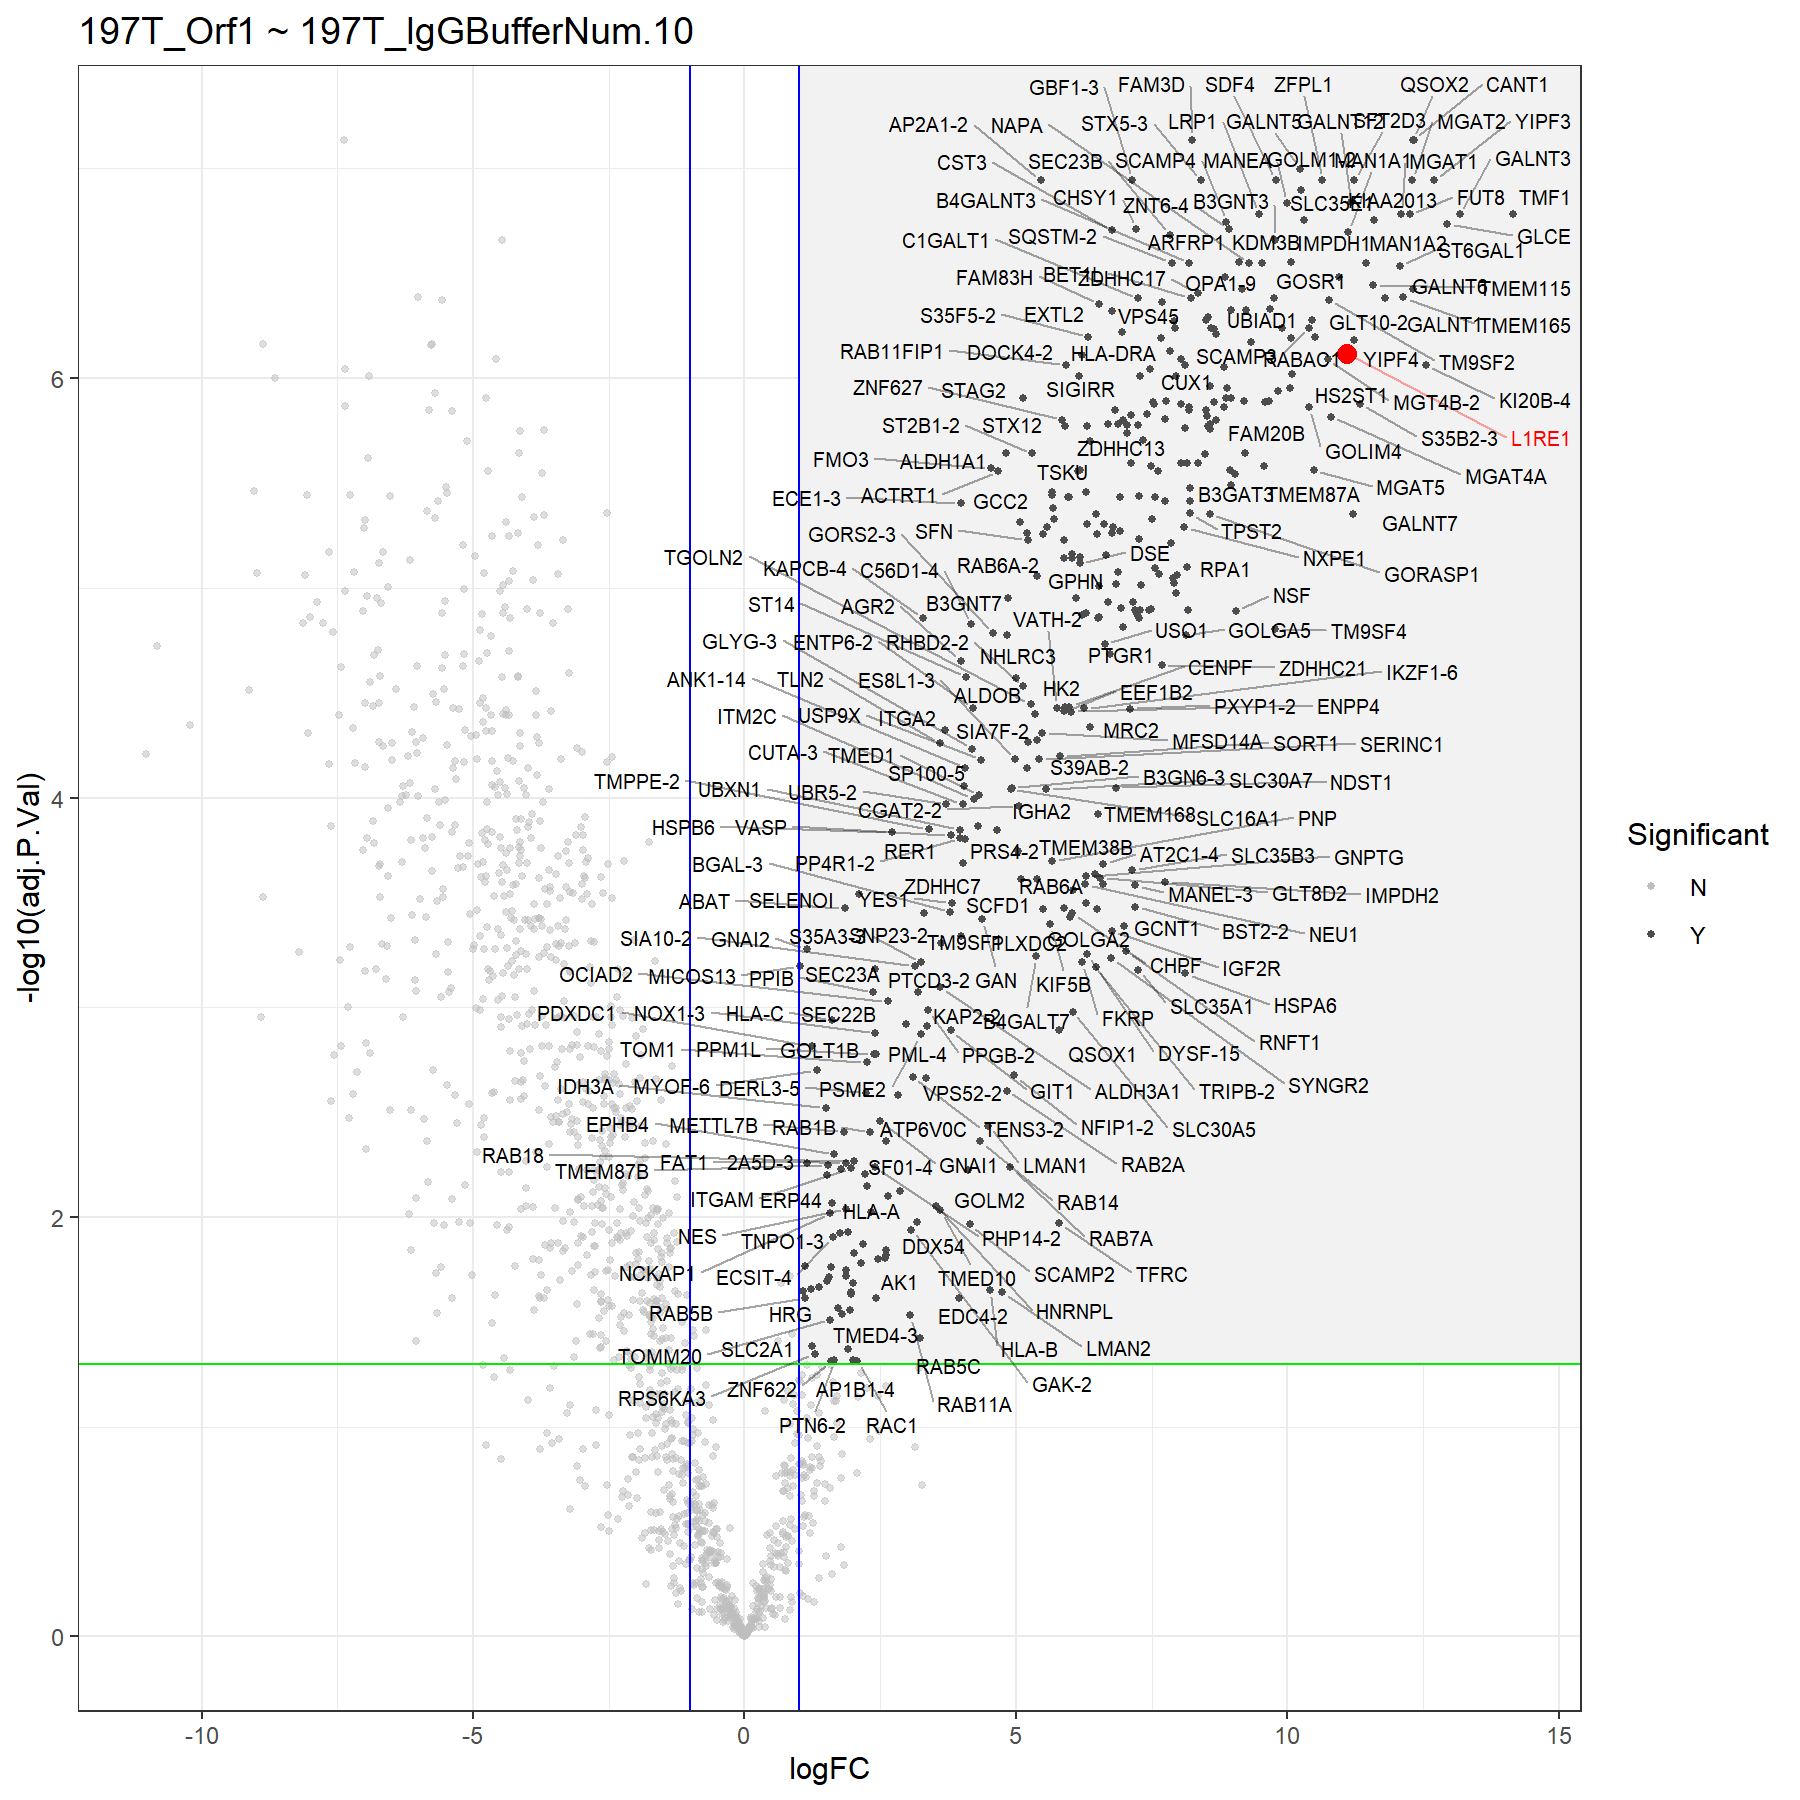 197T_Orf1 ~ 197T_IgGBufferNum.10
GBF1-3 FAM3D SDF4 ZFPL1 QSOX2 CANT1
AP2A1-2 NAPA STX5-3 LRP1 GALNT5 GALNT12 SFT2D3 MGAT2 YIPF3
CST3 SEC23B SCAMP4 MANEA GOLM1-2 MAN1A1 MGAT1 GALNT3
B4GALNT3 CHSY1 ZNT6-4 B3GNT3 SLC35E1 KIAA2013 FUT8 TMF1
C1GALT1 SQSTM-2 ARFRP1 KDM3B IMPDH1 MAN1A2 ST6GAL1 GLCE
FAM83H BET1L ZDHHC17 OPA1-9 GOSR1 GALNT6 TMEM115
S35F5-2 EXTL2 VPS45 UBIAD1 GLT10-2 GALNT1 TMEM165
RAB11FIP1 DOCK4-2 HLA-DRA SCAMP3 RABAC1 YIPF4 TM9SF2
ZNF627 STAG2 SIGIRR CUX1 HS2ST1 MGT4B-2 KI20B-4
ST2B1-2 STX12 ZDHHC13 FAM20B GOLIM4 S35B2-3 L1RE1
FMO3 ALDH1A1 TSKU MGAT4A
ECE1-3 ACTRT1 GCC2 B3GAT3 TMEM87A MGAT5
GORS2-3 SFN TPST2 GALNT7
TGOLN2 KAPCB-4 C56D1-4 RAB6A-2 DSE NXPE1
GPHN RPA1 GORASP1
ST14 AGR2 B3GNT7 VATH-2 NSF
GLYG-3 ENTP6-2 RHBD2-2 NHLRC3 PTGR1 USO1 GOLGA5 TM9SF4
ANK1-14 TLN2 ES8L1-3 ALDOB HK2 EEF1B2 CENPF ZDHHC21 IKZF1-6
ITM2C USP9X ITGA2 SIA7F-2 MRC2 PXYP1-2 ENPP4
CUTA-3 TMED1 SP100-5 S39AB-2 MFSD14A SORT1 SERINC1
TMPPE-2 UBXN1 UBR5-2 B3GN6-3 SLC30A7 NDST1
HSPB6 VASP CGAT2-2 IGHA2 TMEM168 SLC16A1 PNP
BGAL-3 PP4R1-2 RER1 PRS4-2 TMEM38B AT2C1-4 SLC35B3 GNPTG
ABAT SELENOI YES1 ZDHHC7 SCFD1 RAB6A MANEL-3 GLT8D2 IMPDH2
SIA10-2 GNAI2 S35A3-3 SNP23-2 TM9SF1 PLXDC2 GOLGA2 GCNT1 BST2-2 NEU1
OCIAD2 MICOS13 PPIB SEC23A PTCD3-2 GAN KIF5B CHPF IGF2R
PDXDC1 NOX1-3 HLA-C SEC22B KAP2-2 B4GALT7 FKRP SLC35A1 HSPA6
TOM1 PPM1L GOLT1B PML-4 PPGB-2 QSOX1 DYSF-15 RNFT1
IDH3A MYOF-6 DERL3-5 PSME2 VPS52-2 GIT1 ALDH3A1 TRIPB-2 SYNGR2
EPHB4 METTL7B RAB1B ATP6V0C TENS3-2 NFIP1-2 SLC30A5
RAB18 TMEM87B FAT1 2A5D-3 SF01-4 GNAI1 LMAN1 RAB2A
ITGAM ERP44 HLA-A GOLM2 RAB14
NES TNPO1-3 DDX54 PHP14-2 RAB7A
NCKAP1 ECSIT-4 AK1 TMED10 SCAMP2 TFRC
RAB5B HRG EDC4-2 HNRNPL
TOMM20 SLC2A1 TMED4-3 HLA-B LMAN2
RPS6KA3 ZNF622 AP1B1-4 RAB5C GAK-2
PTN6-2 RAC1 RAB11A
0
2
4
6
-10 -5 0 5 10 15
logFC
-log10(adj.P.Val)
Significant
N
Y